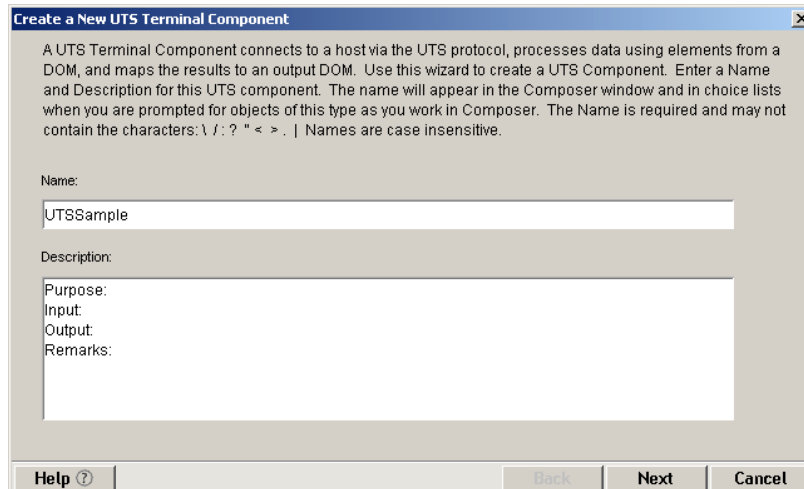 Create a New UTS Terminal Component
A UTS Terminal Component connects to a host via the UTS protocol, processes data using elements from a
DOM, and maps the results to an output DOM. Use this wizard to create a UTS Component. Enter a Name
and Description for this UTS component. The name will appear in the Composer window and in choice lists
when you are prompted for objects of this type as you work in Composer. The Name is required and may not
contain the characters: \ / : ? " < > . | Names are case insensitive.
Name:
UTSSample
Description:
Purpose:
Input:
Output:
Remarks:
Help ? Back Next Cancel